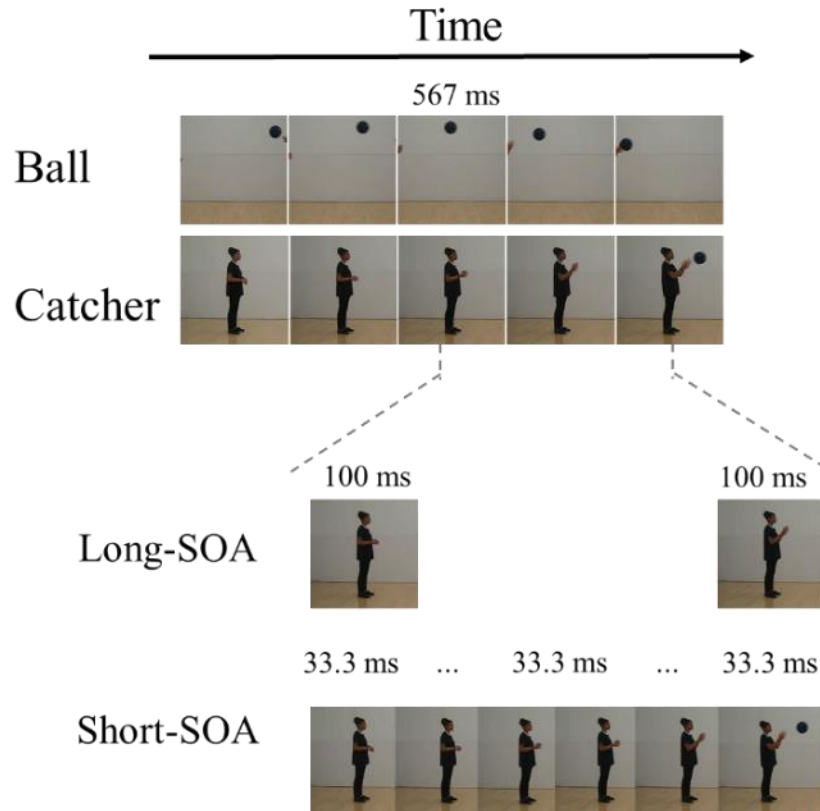 Time
567 ms
Ball
Catcher
100 ms 100 ms
Long-SOA
33.3 ms ... 33.3 ms ... 33.3 ms
Short-SOA